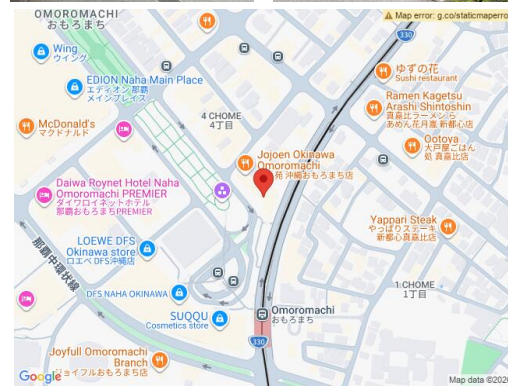 OMOROMACHI
おもろまち
Map error: g.co/staticmaperro
330
Wing
ウイング
EDION Naha Main Place
エディオン 那覇
メインプレイス
ゆずの花
Sushi restaurant
Ramen Kagetsu
Arashi Shintoshin
真嘉比ラーメン ら
あめん花月嵐 新都心店
McDonald's
マクドナルド
4 CHOME
4丁目
Ootoya
大戸屋ごはん
処 真嘉比店
Jojoen Okinawa
Omoromachi
苑 沖縄おもろまち店
Daiwa Roynet Hotel Naha
Omoromachi PREMIER
ダイワロイネットホテル
那覇おもろまちPREMIER
Yappari Steak
やっぱりステーキ
新都心真嘉比店
LOEWE DFS
Okinawa store
ロエベ DFS沖縄店
那覇中環状線
DFS NAHA OKINAWA
1 CHOME
1丁目
SUQQU
Cosmetics store
Omoromachi
おもろまち
330
Joyfull Omoromachi
Branch
ジョイフルおもろまち店
Google
Map data ©2026